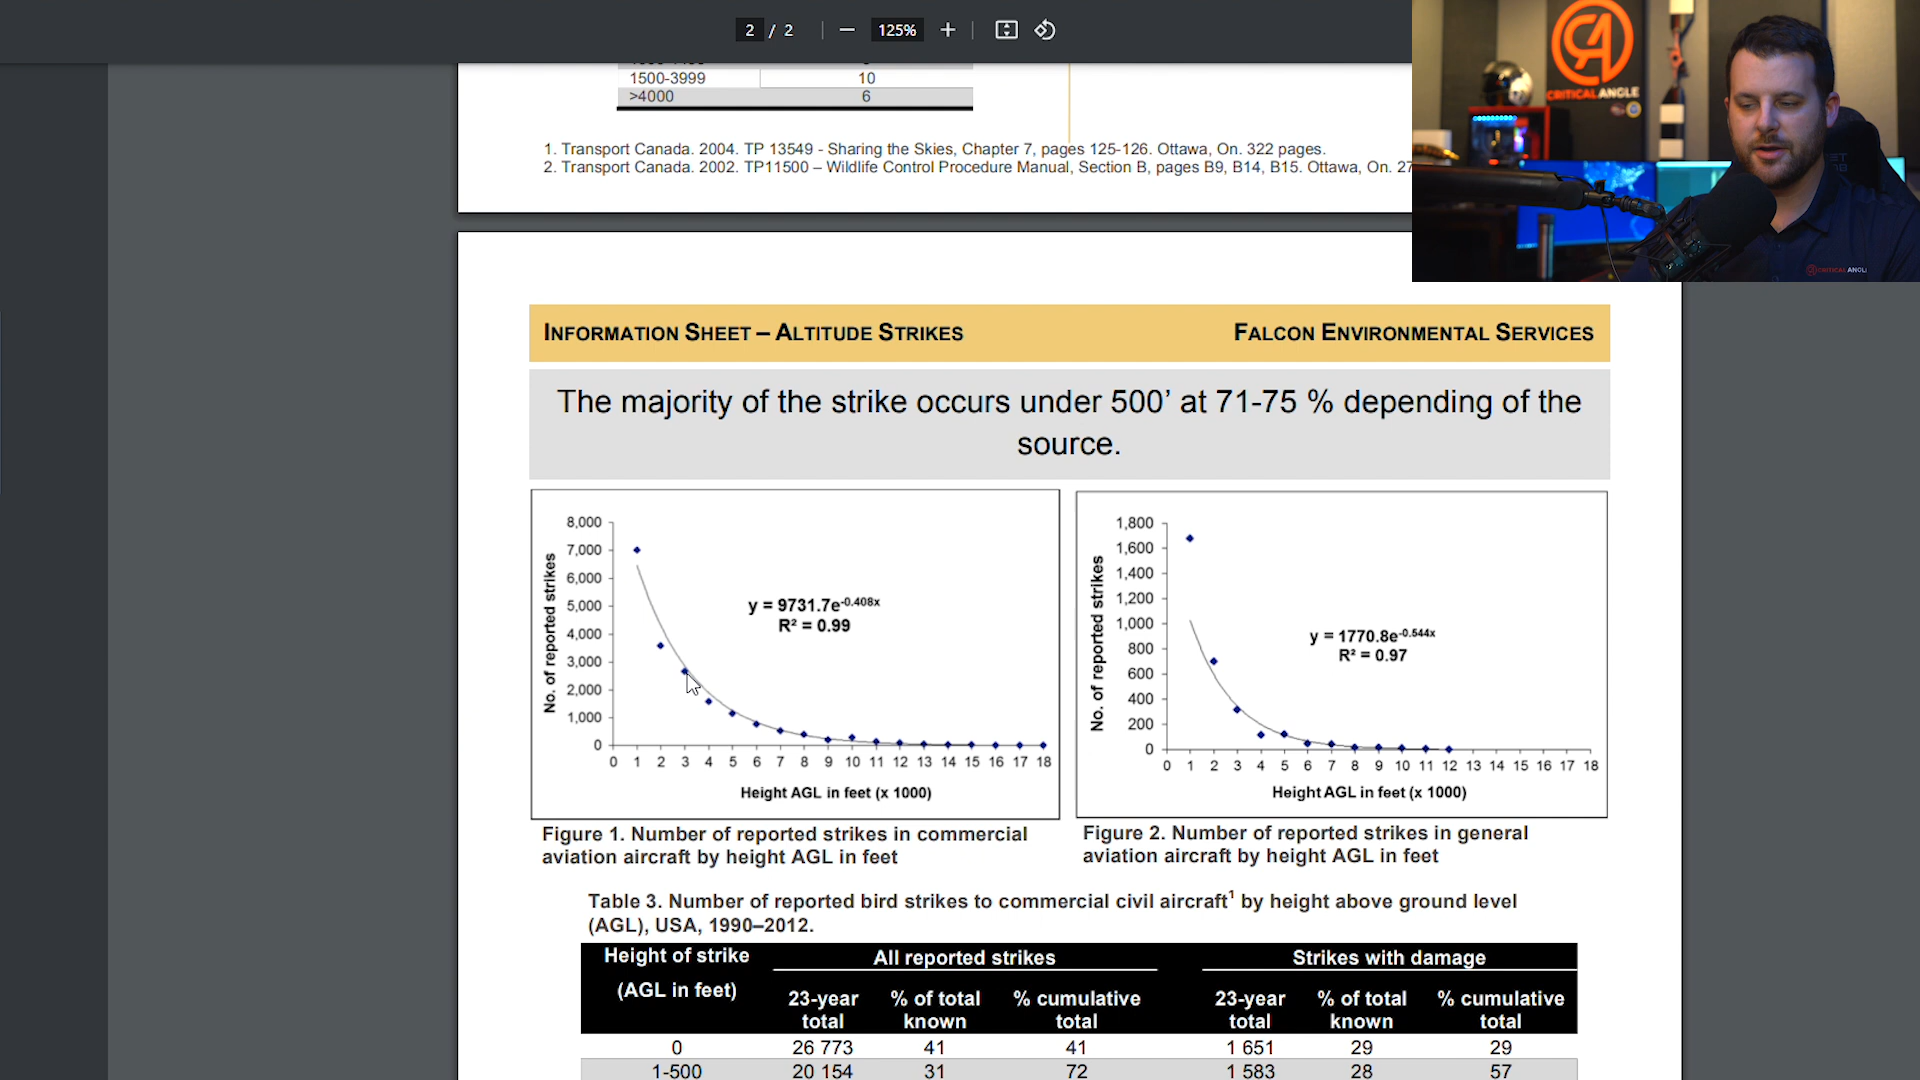 2 / 2
125%
CRITICAL ANGLE
CRITICAL ANGLE
1500-3999 10
>4000 6
1. Transport Canada. 2004. TP 13549 - Sharing the Skies, Chapter 7, pages 125-126. Ottawa, On. 322 pages.
2. Transport Canada. 2002. TP11500 – Wildlife Control Procedure Manual, Section B, pages B9, B14, B15. Ottawa, On. 27
INFORMATION SHEET – ALTITUDE STRIKES
FALCON ENVIRONMENTAL SERVICES
The majority of the strike occurs under 500’ at 71-75 % depending of the
source.
8,000
7,000
6,000
5,000
4,000
3,000
2,000
1,000
0
No. of reported strikes
y = 9731.7e-0.408x
R² = 0.99
0 1 2 3 4 5 6 7 8 9 10 11 12 13 14 15 16 17 18
Height AGL in feet (x 1000)
Figure 1. Number of reported strikes in commercial
aviation aircraft by height AGL in feet
1,800
1,600
1,400
1,200
1,000
800
600
400
200
0
No. of reported strikes
y = 1770.8e-0.544x
R² = 0.97
0 1 2 3 4 5 6 7 8 9 10 11 12 13 14 15 16 17 18
Height AGL in feet (x 1000)
Figure 2. Number of reported strikes in general
aviation aircraft by height AGL in feet
Table 3. Number of reported bird strikes to commercial civil aircraft1 by height above ground level
(AGL), USA, 1990–2012.
Height of strike
(AGL in feet)
All reported strikes
Strikes with damage
23-year % of total % cumulative 23-year % of total % cumulative
total known total total known total
0 26 773 41 41 1 651 29 29
1-500 20 154 31 72 1 583 28 57